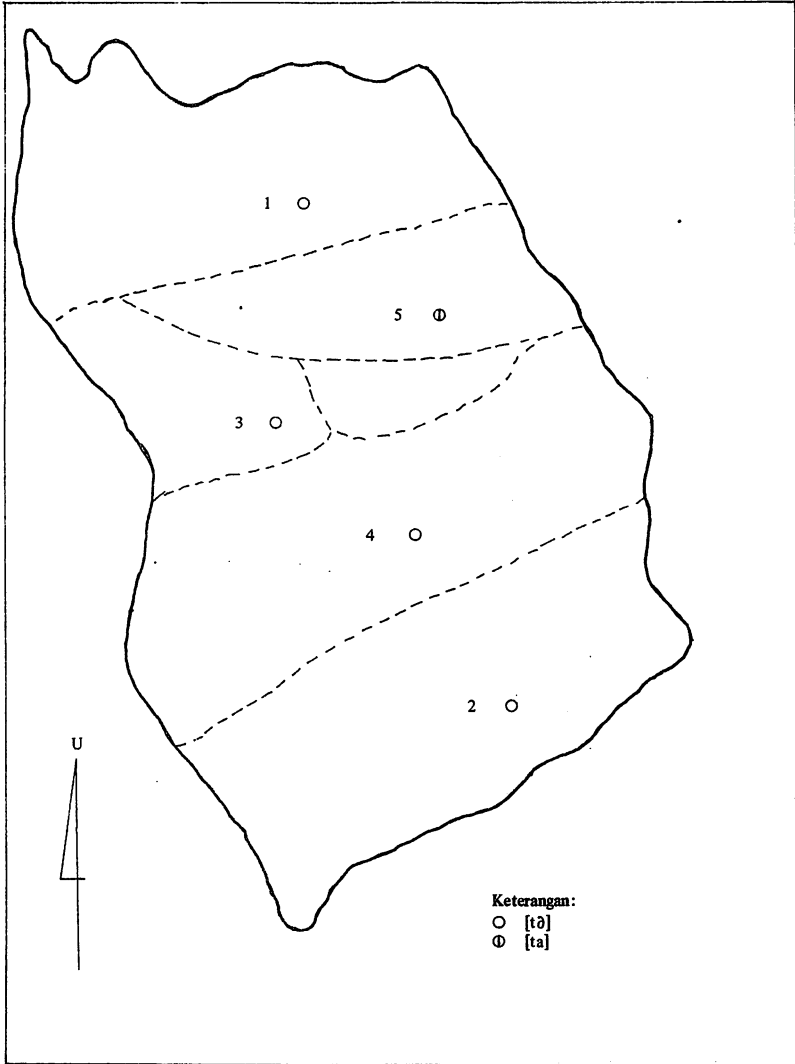 1 ○
5 ⦶
3 ○
4 ○
2 ○
U
Keterangan:
○ [tə]
⦶ [ta]